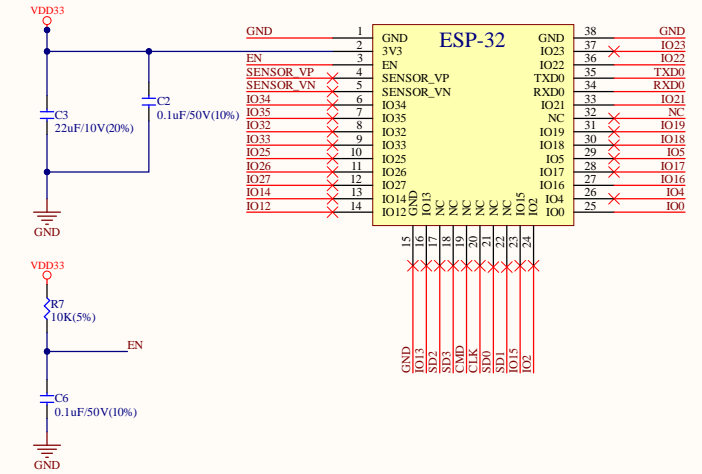 VDD33
C3
22uF/10V(20%)
C2
0.1uF/50V(10%)
GND
VDD33
R7
10K(5%)
EN
C6
0.1uF/50V(10%)
GND
ESP-32
GND 1 GND
2 3V3
EN 3 EN
SENSOR_VP 4 SENSOR_VP
SENSOR_VN 5 SENSOR_VN
IO34 6 IO34
IO35 7 IO35
IO32 8 IO32
IO33 9 IO33
IO25 10 IO25
IO26 11 IO26
IO27 12 IO27
IO14 13 IO14
IO12 14 IO12
GND 38 GND
IO23 37 IO23
IO22 36 IO22
TXD0 35 TXD0
RXD0 34 RXD0
IO21 33 IO21
NC 32 NC
IO19 31 IO19
IO18 30 IO18
IO5 29 IO5
IO17 28 IO17
IO16 27 IO16
IO4 26 IO4
IO0 25 IO0
GND 15 GND
IO13 16 IO13
NC 17 SD2
NC 18 SD3
NC 19 CMD
NC 20 CLK
NC 21 SD0
NC 22 SD1
IO15 23 IO15
IO2 24 IO2